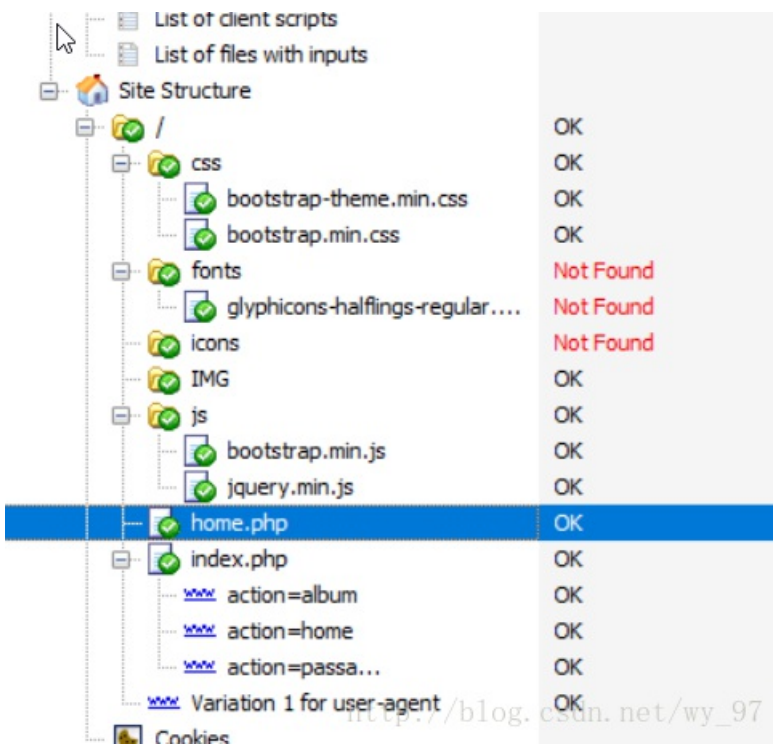 List of client scripts
List of files with inputs
Site Structure
/ OK
css OK
bootstrap-theme.min.css OK
bootstrap.min.css OK
fonts Not Found
glyphicons-halflings-regular.... Not Found
icons Not Found
IMG OK
js OK
bootstrap.min.js OK
jquery.min.js OK
home.php OK
index.php OK
action=album OK
action=home OK
action=passa... OK
Variation 1 for user-agent OK
http://blog.csdn.net/wy_97
Cookies